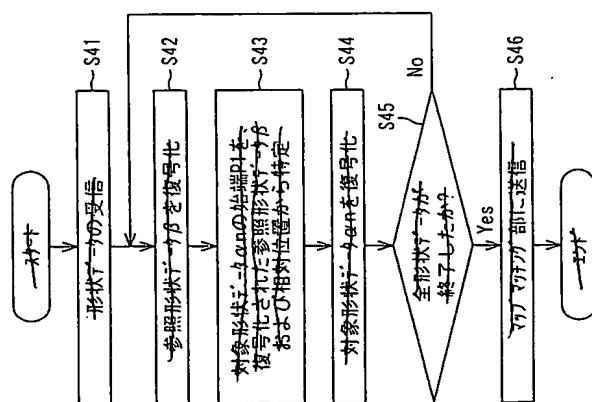 スタート
形状データの受信
S41
参照形状データβを復号化
S42
対象形状データαnの始端P1を、
復号化された参照形状データβ
および相対位置から特定
S43
対象形状データαnを復号化
S44
全形状データが
終了したか?
S45
No
Yes
マップマッチング部に送信
S46
エンド